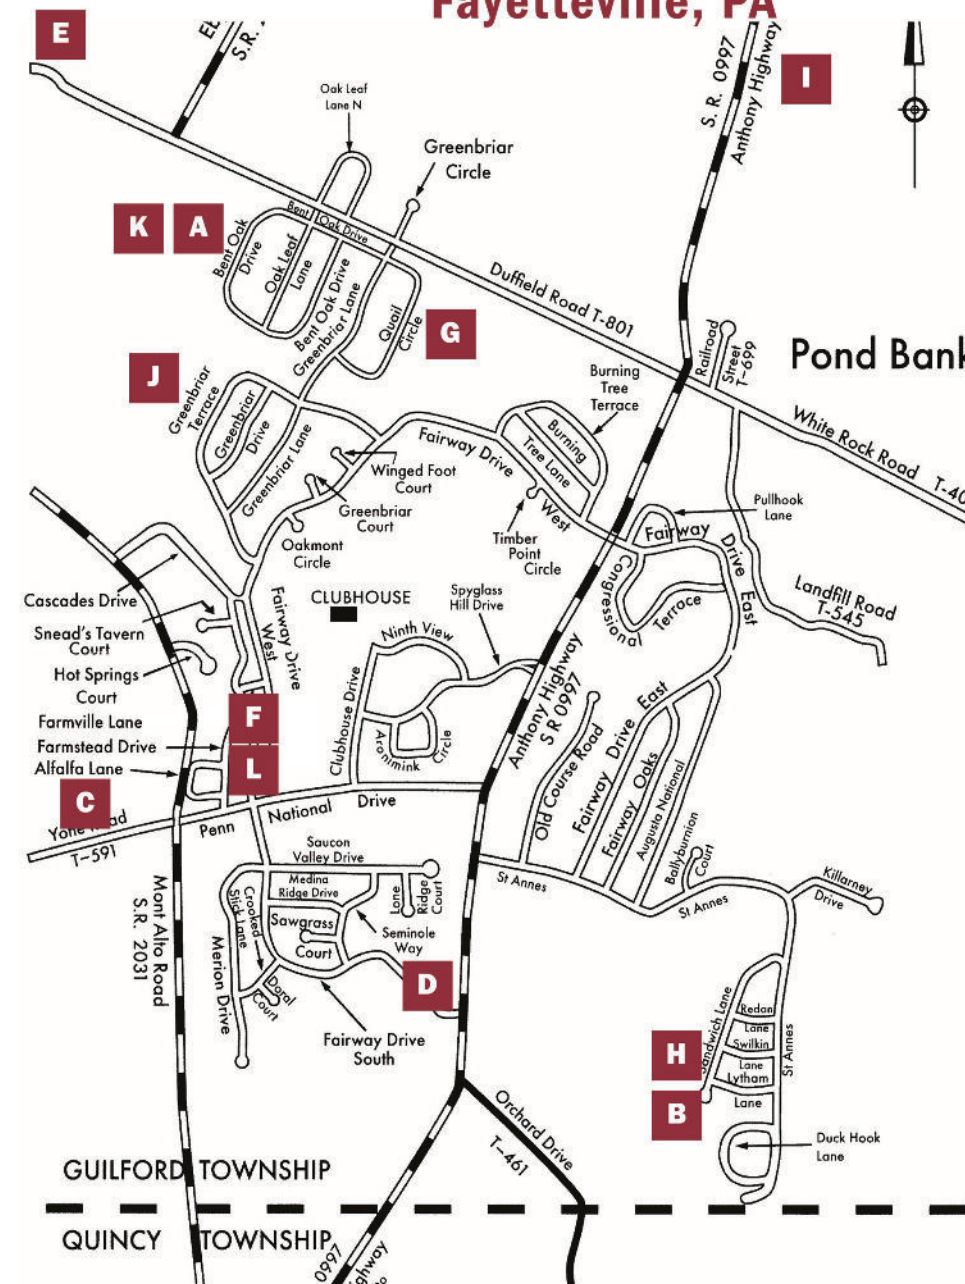 Fayetteville, PA
E
S.R.
S. R. 0997
Anthony Highway
I
Oak Leaf
Lane N
Greenbriar
Circle
K
A
Bent Oak
Drive
Bent Oak Drive
Oak Leaf
Lane
Bent Oak Drive
Greenbriar Lane
Quail
Circle
G
Duffield Road T-801
Railroad
Street
T-699
Pond Bank
J
Greenbriar
Terrace
Greenbriar
Drive
Greenbriar Lane
Burning
Tree
Terrace
Burning
Tree Lane
Fairway Drive
West
White Rock Road
T-40
Winged Foot
Court
Greenbriar
Court
Oakmont
Circle
Timber
Point
Circle
Pullhook
Lane
Fairway
Drive
East
Congressional
Terrace
Landfill Road
T-545
Cascades Drive
Snead's Tavern
Court
Hot Springs
Court
Farmville Lane
Farmstead Drive
Alfalfa Lane
Fairway Drive
West
CLUBHOUSE
Spyglass
Hill Drive
Ninth View
Clubhouse Drive
Aronimink
Circle
Anthony Highway
S R 0997
Old Course Road
Fairway Drive East
Fairway Oaks
Augusta National
Ballyburnion
Court
F
L
C
T-591
Penn
National
Drive
St Annes
St Annes
Killarney
Drive
Saucon
Valley Drive
Medina
Ridge Drive
Lone
Ridge
Court
Crooked
Stick Lane
Sawgrass
Court
Seminole
Way
Merion Drive
Doral
Court
D
Fairway Drive
South
Mont Alto Road
S.R. 2031
H
B
Sandwich Lane
Redan
Lane
Swilkin
Lane
Lytham
Lane
St Annes
Duck Hook
Lane
Orchard Drive
T-461
GUILFORD TOWNSHIP
QUINCY TOWNSHIP
0997